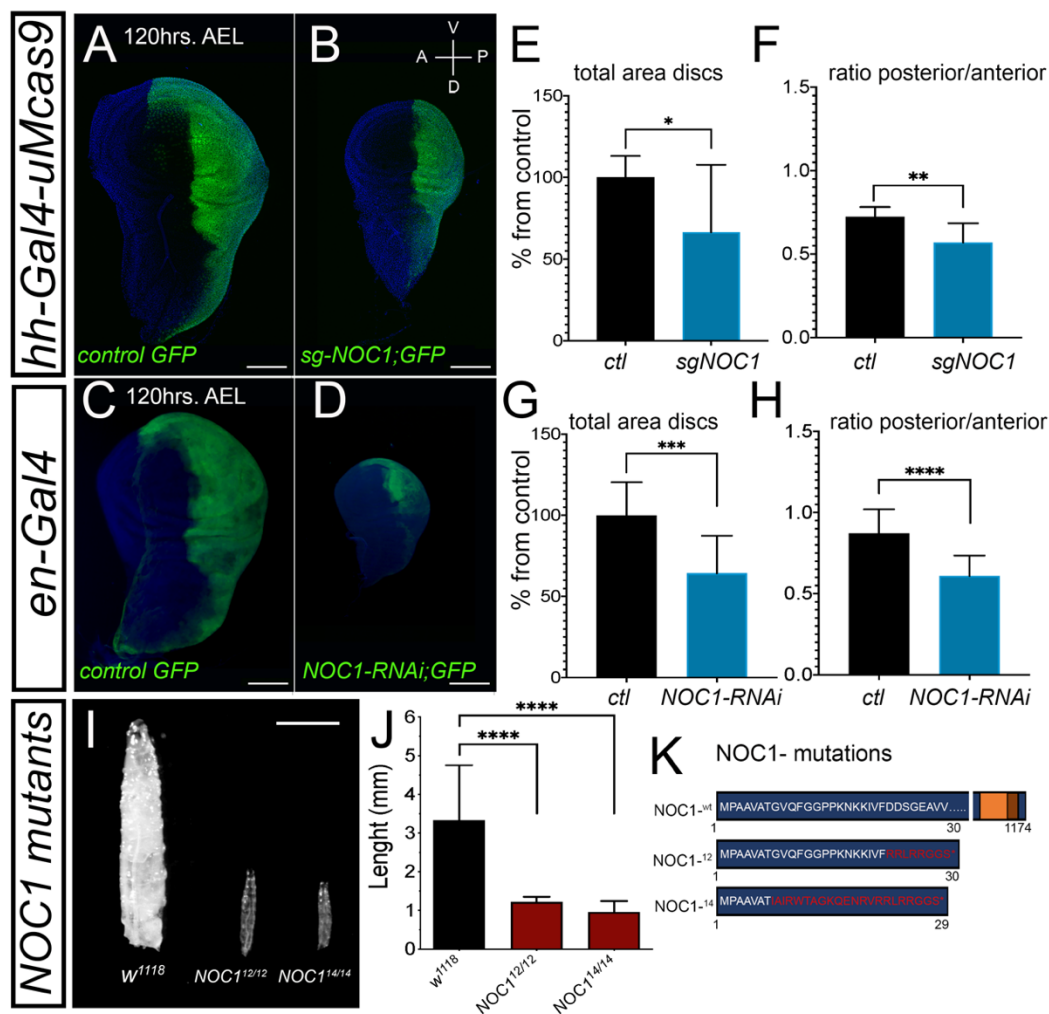 hh-Gal4-uMcas9
A 120hrs. AEL
control GFP
B
V
A P
D
sg-NOC1;GFP
E
total area discs
% from control
150
100
50
0
*
ctl sgNOC1
F
ratio posterior/anterior
1.5
1.0
0.5
0.0
**
ctl sgNOC1
en-Gal4
C 120hrs. AEL
control GFP
D
NOC1-RNAi;GFP
G
total area discs
% from control
150
100
50
0
***
ctl NOC1-RNAi
H
ratio posterior/anterior
1.5
1.0
0.5
0.0
****
ctl NOC1-RNAi
NOC1 mutants
I
w1118 NOC112/12 NOC114/14
J
Lenght (mm)
6
5
4
3
2
1
0
****
****
w1118
NOC112/12
NOC114/14
K NOC1- mutations
NOC1-wt MPAAVATGVQFGGPPKNKKIVFDDSGEAVV.....
1 30 1174
NOC1-12 MPAAVATGVQFGGPPKNKKIVFRRLRRGGS*
1 30
NOC1-14 MPAAVATIAIRWTAGKQENRVRRLRRGGS*
1 29